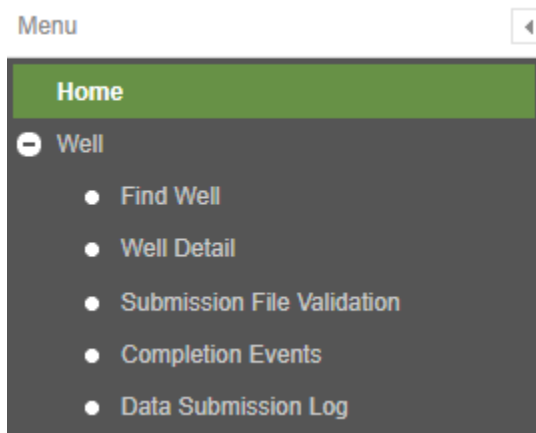 Menu
Home
Well
Find Well
Well Detail
Submission File Validation
Completion Events
Data Submission Log